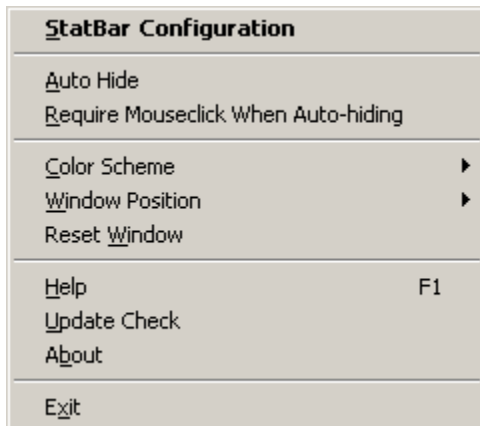 StatBar Configuration
Auto Hide
Require Mouseclick When Auto-hiding
Color Scheme
Window Position
Reset Window
Help F1
Update Check
About
Exit